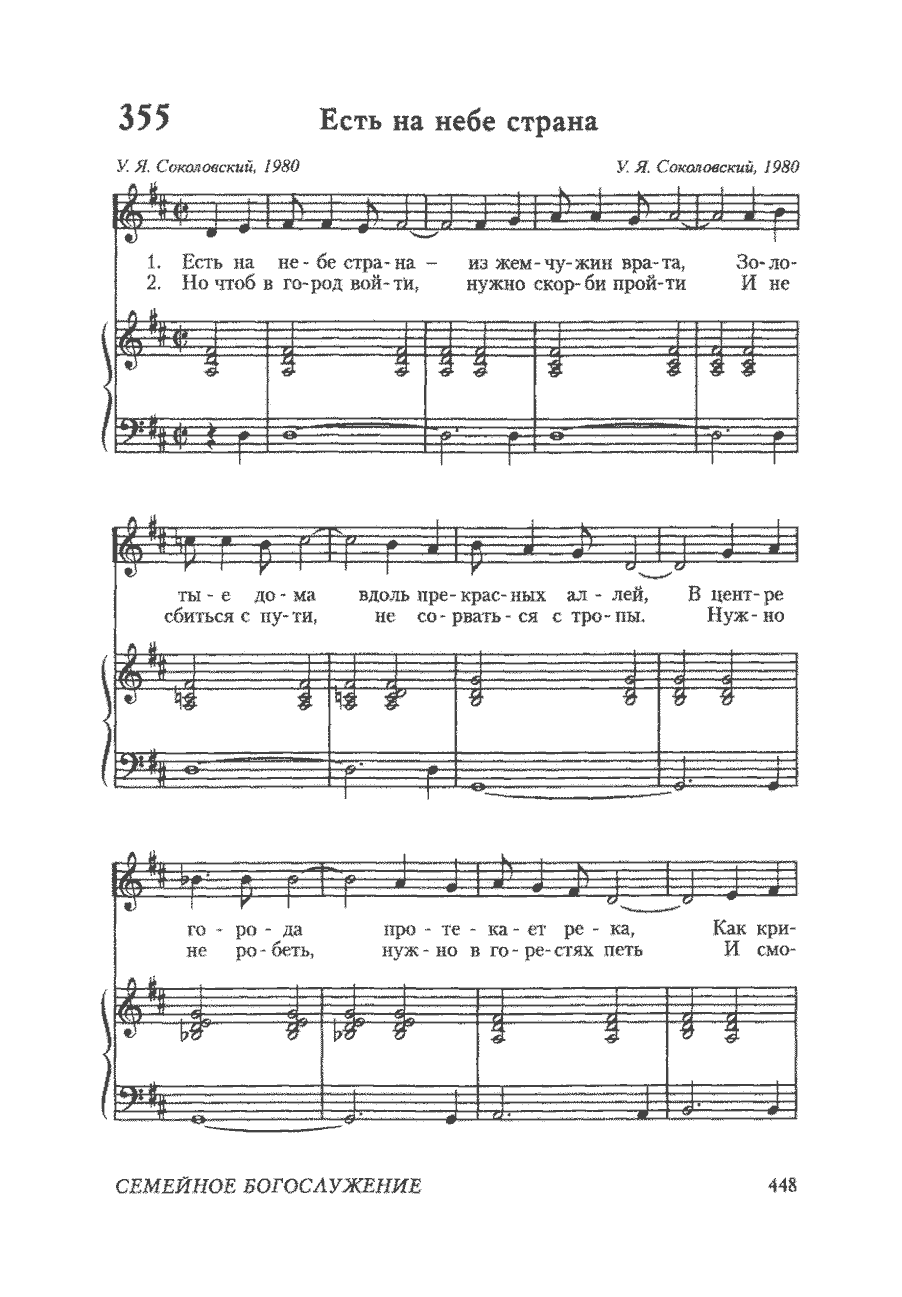 355 Есть на небе страна
У. Я. Соколовский, 1980 У. Я. Соколовский, 1980
1. Есть на не - бе стра - на – из жем - чу - жин вра - та, Зо - ло -
2. Но чтоб в го - род вой - ти, нужно скор - би прой - ти И не
ты - е до - ма вдоль пре - крас - ных ал - лей, В цент - ре
сбиться с пу - ти, не со - рвать - ся с тро - пы. Нуж - но
го - ро - да про - те - ка - ет ре - ка, Как кри -
не ро - беть, нуж - но в го - ре - стях петь И смо -
СЕМЕЙНОЕ БОГОСЛУЖЕНИЕ 448